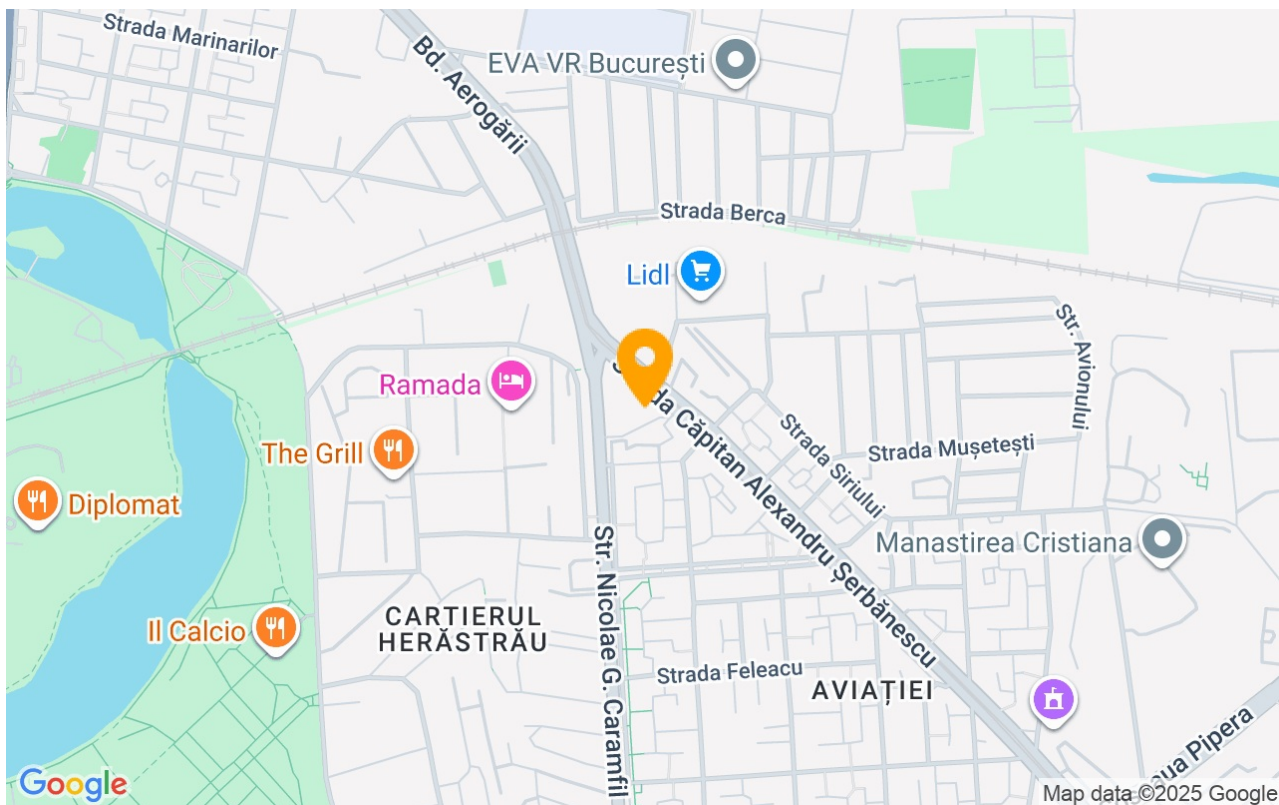 Strada Marinarilor
Bd. Aerogării
EVA VR București
Strada Berca
Lidl
Str. Avionului
Ramada
The Grill
Căpitan Alexandru Șerbănescu
Strada Siriului
Strada Mușetești
Diplomat
Manastirea Cristiana
Str. Nicolae G. Caramfil
CARTIERUL
HERĂSTRĂU
Il Calcio
Strada Feleacu
AVIAȚIEI
Pipera
Google
Map data ©2025 Google